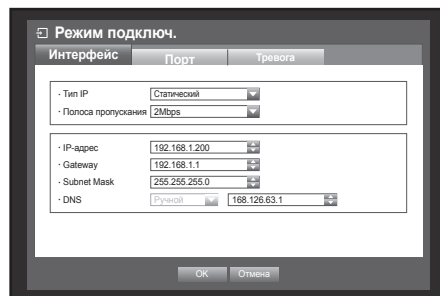 Режим подключ.
Интерфейс Порт Тревога
· Тип IP Статический
· Полоса пропускания 2Mbps
· IP-адрес 192.168.1.200
· Gateway 192.168.1.1
· Subnet Mask 255.255.255.0
· DNS Ручной 168.126.63.1
OK Отмена